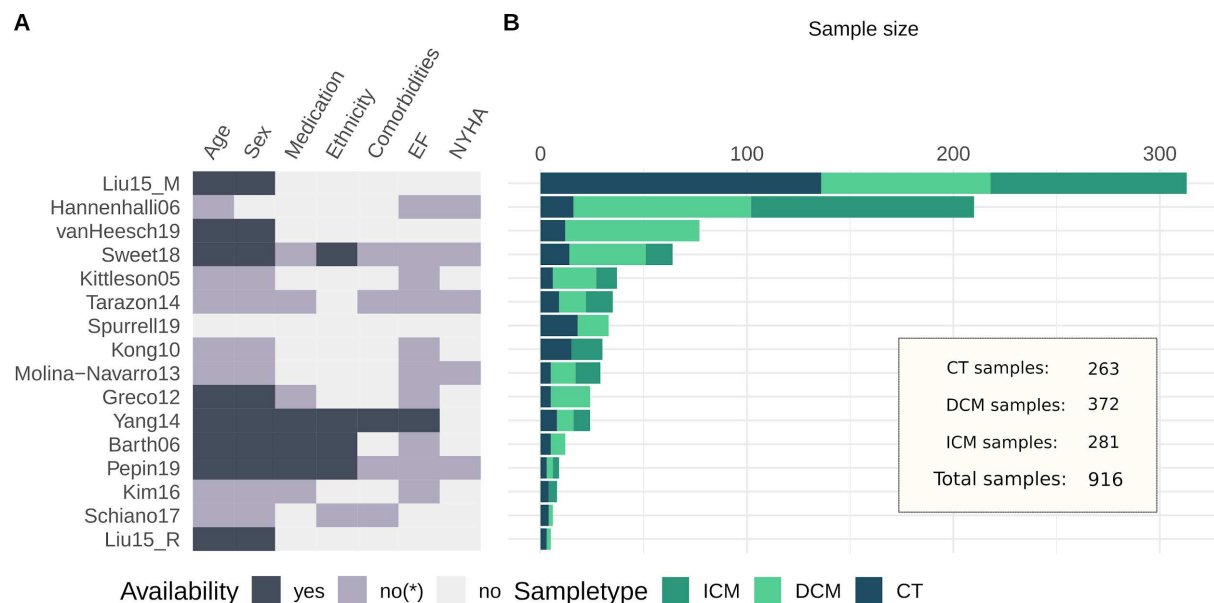 A
B
Sample size
Age
Sex
Medication
Ethnicity
Comorbidities
EF
NYHA
0
100
200
300
Liu15_M
Hannenhalli06
vanHeesch19
Sweet18
Kittleson05
Tarazon14
Spurrell19
Kong10
Molina−Navarro13
Greco12
Yang14
Barth06
Pepin19
Kim16
Schiano17
Liu15_R
CT samples: 263
DCM samples: 372
ICM samples: 281
Total samples: 916
Availability yes no(*) no Sampletype ICM DCM CT